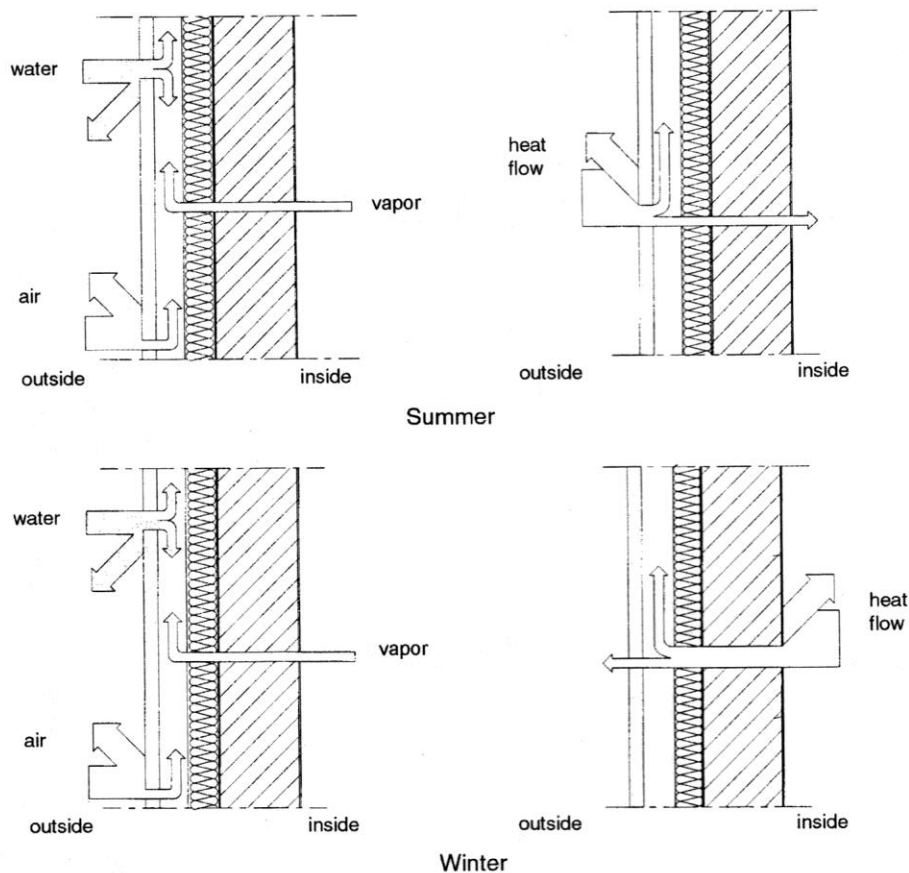 water
heat
flow
vapor
air
outside
inside
outside
inside
Summer
water
heat
flow
vapor
air
outside
inside
outside
inside
Winter